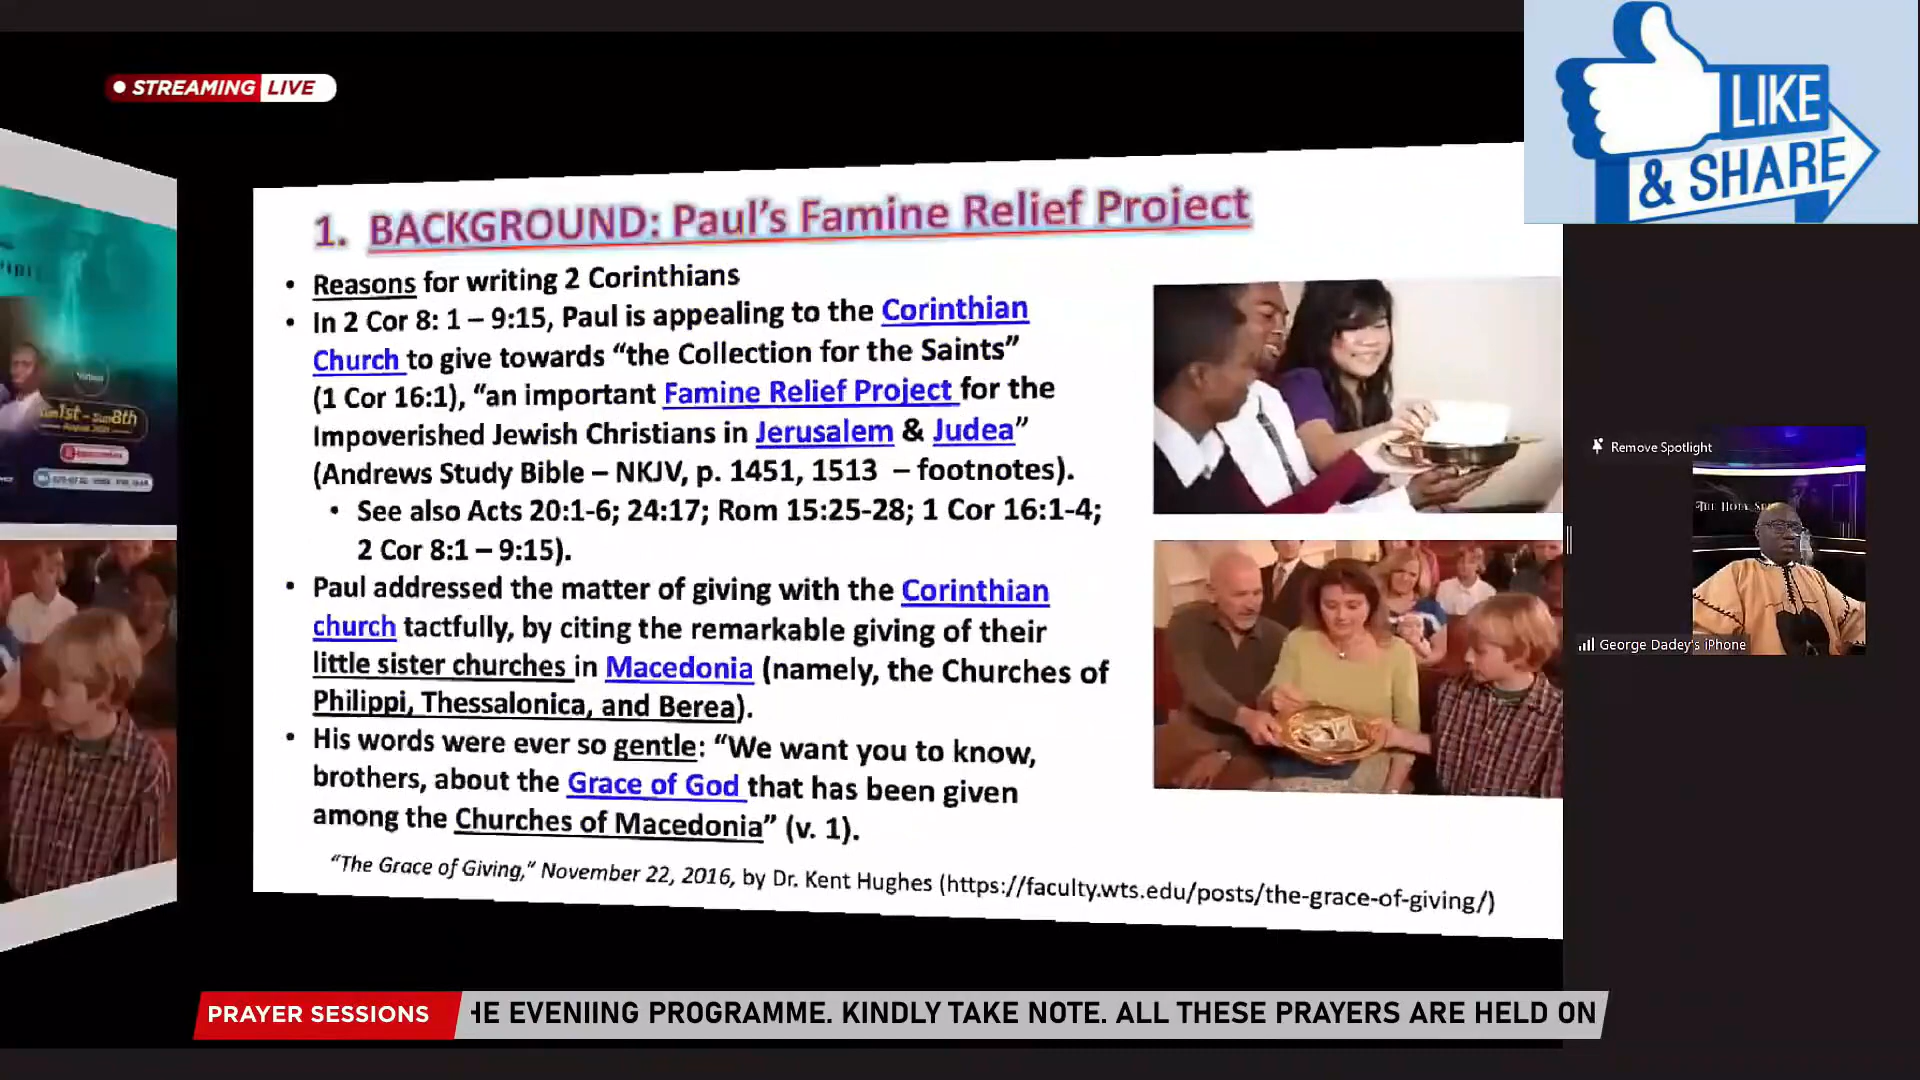 STREAMING LIVE
LIKE
& SHARE
1. BACKGROUND: Paul's Famine Relief Project
• Reasons for writing 2 Corinthians
• In 2 Cor 8: 1 – 9:15, Paul is appealing to the Corinthian
Church to give towards “the Collection for the Saints”
(1 Cor 16:1), “an important Famine Relief Project for the
Impoverished Jewish Christians in Jerusalem & Judea”
(Andrews Study Bible – NKJV, p. 1451, 1513 – footnotes).
• See also Acts 20:1-6; 24:17; Rom 15:25-28; 1 Cor 16:1-4;
2 Cor 8:1 – 9:15).
• Paul addressed the matter of giving with the Corinthian
church tactfully, by citing the remarkable giving of their
little sister churches in Macedonia (namely, the Churches of
Philippi, Thessalonica, and Berea).
• His words were ever so gentle: “We want you to know,
brothers, about the Grace of God that has been given
among the Churches of Macedonia” (v. 1).
“The Grace of Giving,” November 22, 2016, by Dr. Kent Hughes (https://faculty.wts.edu/posts/the-grace-of-giving/)
1st - Sun 8th
Remove Spotlight
THE HOLY
George Dadey's iPhone
PRAYER SESSIONS
HE EVENIING PROGRAMME. KINDLY TAKE NOTE. ALL THESE PRAYERS ARE HELD ON